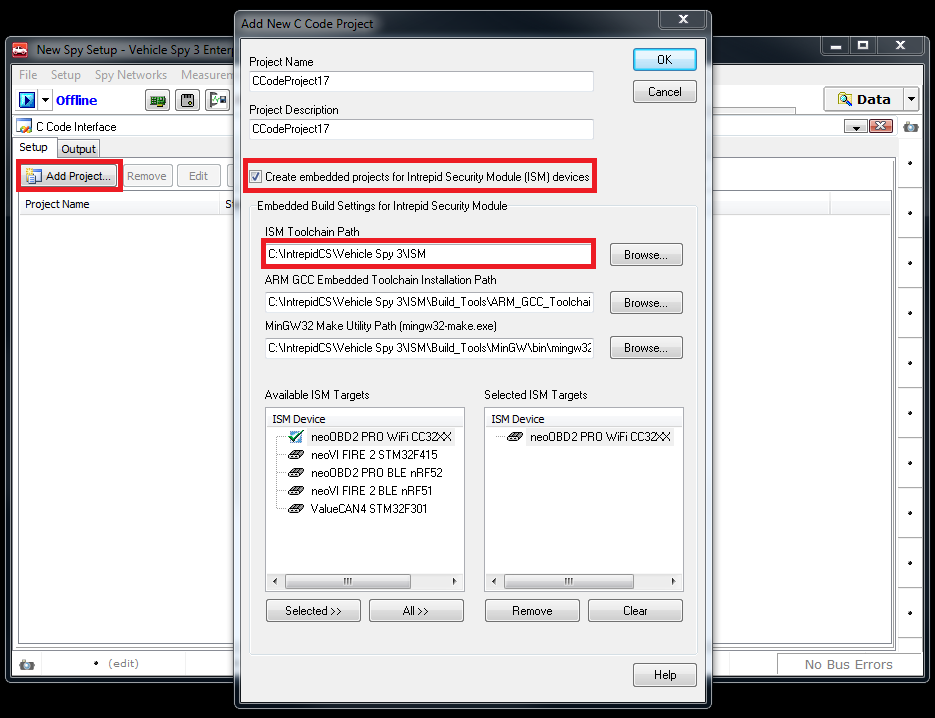 Add New C Code Project
New Spy Setup - Vehicle Spy 3 Enterp
File Setup Spy Networks Measurem
Offline
Data
C Code Interface
Setup Output
Add Project... Remove Edit
Project Name
Project Name
CCodeProject17
OK
Cancel
Project Description
CCodeProject17
Create embedded projects for Intrepid Security Module (ISM) devices
Embedded Build Settings for Intrepid Security Module
ISM Toolchain Path
C:\IntrepidCS\Vehicle Spy 3\ISM
Browse...
ARM GCC Embedded Toolchain Installation Path
C:\IntrepidCS\Vehicle Spy 3\ISM\Build_Tools\ARM_GCC_Toolchai
Browse...
MinGW32 Make Utility Path (mingw32-make.exe)
C:\IntrepidCS\Vehicle Spy 3\ISM\Build_Tools\MinGW\bin\mingw32
Browse...
Available ISM Targets
ISM Device
neoOBD2 PRO WiFi CC32XX
neoVI FIRE 2 STM32F415
neoOBD2 PRO BLE nRF52
neoVI FIRE 2 BLE nRF51
ValueCAN4 STM32F301
Selected >> All >>
Selected ISM Targets
ISM Device
neoOBD2 PRO WiFi CC32XX
Remove Clear
Help
(edit)
No Bus Errors